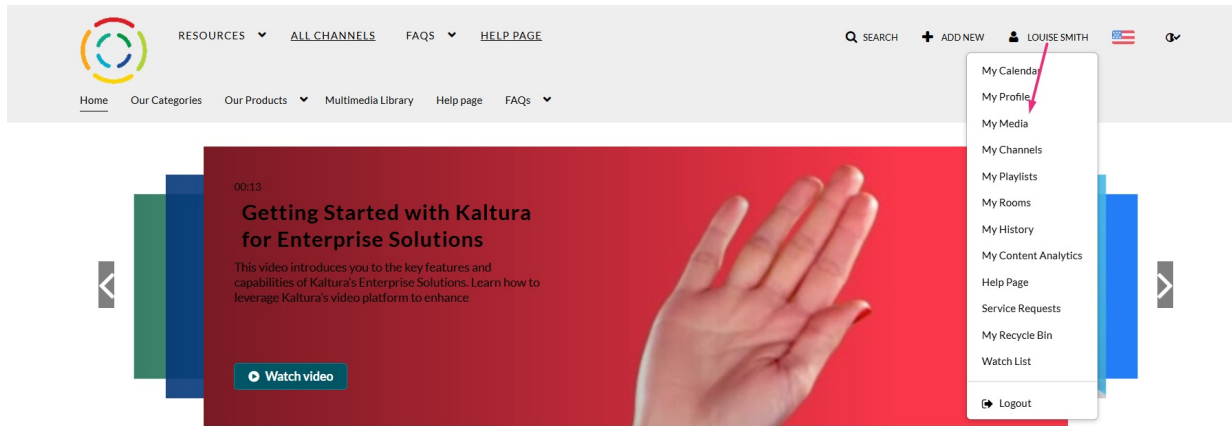 RESOURCES ALL CHANNELS FAQS HELP PAGE SEARCH ADD NEW LOUISE SMITH
Home Our Categories Our Products Multimedia Library Help page FAQs
My Calendar
My Profile
My Media
My Channels
My Playlists
My Rooms
My History
My Content Analytics
Help Page
Service Requests
My Recycle Bin
Watch List
Logout
00:13
Getting Started with Kaltura
for Enterprise Solutions
This video introduces you to the key features and
capabilities of Kaltura's Enterprise Solutions. Learn how to
leverage Kaltura's video platform to enhance
Watch video